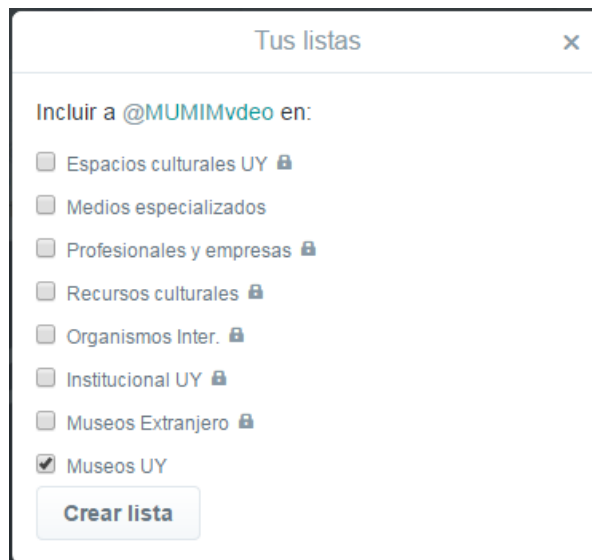 Tus listas
Incluir a @MUMIMvdeo en:
Espacios culturales UY
Medios especializados
Profesionales y empresas
Recursos culturales
Organismos Inter.
Institucional UY
Museos Extranjero
Museos UY
Crear lista